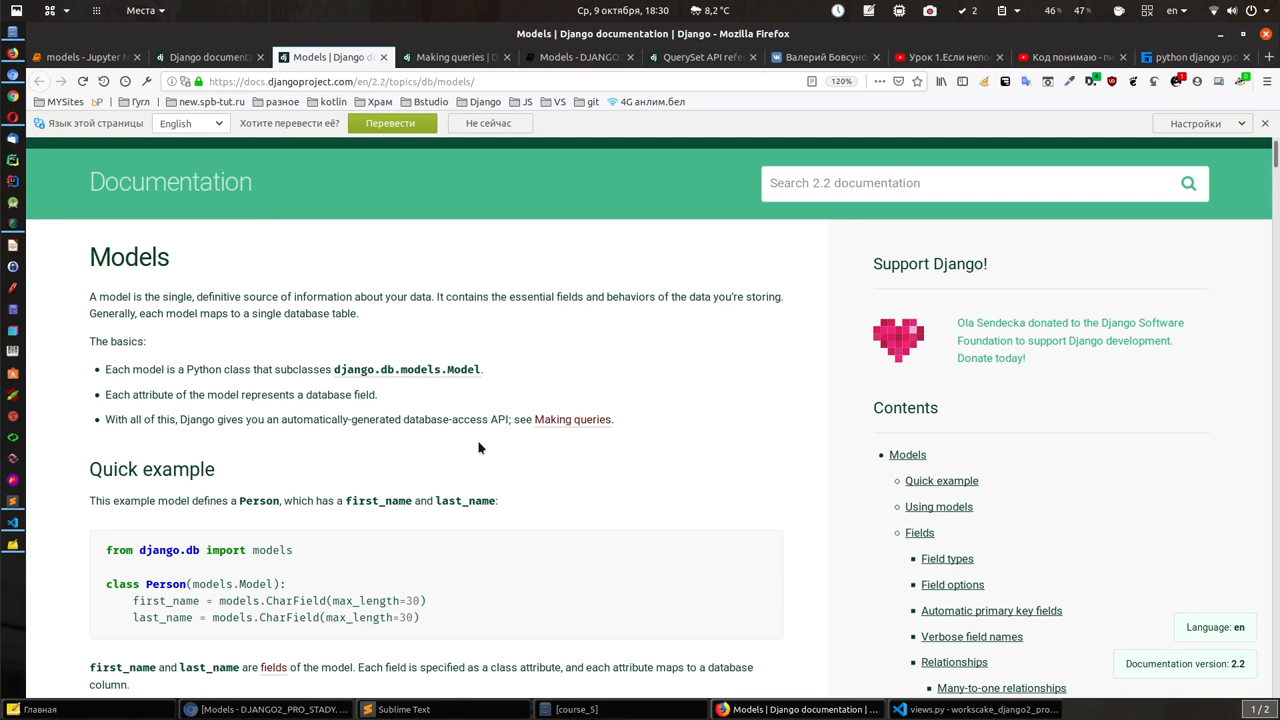 Места
Ср, 9 октября, 18:30
8,2 °C
2
46%
47%
en
Models | Django documentation | Django - Mozilla Firefox
models - Jupyter N
Django documenta
Models | Django do
Making queries | D
Models - DJANGO2
QuerySet API refe
Валерий Бовсуно
Урок 1.Если непо
Код понимаю - пи
python django уро
https://docs.djangoproject.com/en/2.2/topics/db/models/
120%
MYSites
Гугл
new.spb-tut.ru
разное
kotlin
Храм
Bstudio
Django
JS
VS
git
4G анлим.бел
Язык этой страницы
English
Хотите перевести её?
Перевести
Не сейчас
Настройки
Documentation
Search 2.2 documentation
Models
A model is the single, definitive source of information about your data. It contains the essential fields and behaviors of the data you're storing.
Generally, each model maps to a single database table.
The basics:
• Each model is a Python class that subclasses django.db.models.Model.
• Each attribute of the model represents a database field.
• With all of this, Django gives you an automatically-generated database-access API; see Making queries.
Quick example
This example model defines a Person, which has a first_name and last_name:
from django.db import models
class Person(models.Model):
first_name = models.CharField(max_length=30)
last_name = models.CharField(max_length=30)
first_name and last_name are fields of the model. Each field is specified as a class attribute, and each attribute maps to a database
column.
Support Django!
Ola Sendecka donated to the Django Software
Foundation to support Django development.
Donate today!
Contents
Models
Quick example
Using models
Fields
Field types
Field options
Automatic primary key fields
Verbose field names
Relationships
Many-to-one relationships
Language: en
Documentation version: 2.2
Главная
[Models - DJANGO2_PRO_STADY. ...
Sublime Text
[course_5]
Models | Django documentation | ...
views.py - workscake_django2_pro...
1 / 2